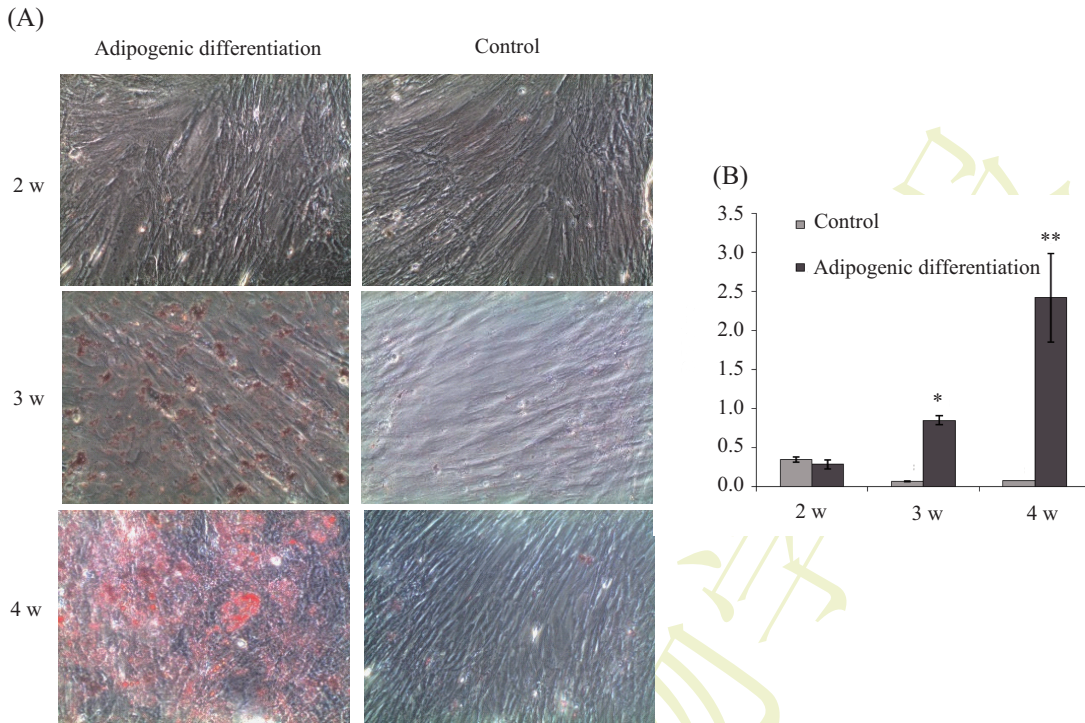 (A)
Adipogenic differentiation
Control
2 w
3 w
4 w
(B)
3.5
3.0
2.5
2.0
1.5
1.0
0.5
0.0
Control
Adipogenic differentiation
*
**
2 w
3 w
4 w